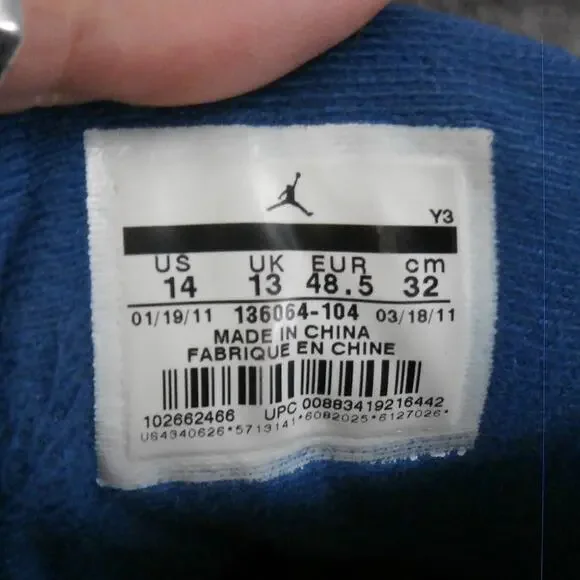 Y3
US UK EUR cm
14 13 48.5 32
01/19/11 136064-104 03/18/11
MADE IN CHINA
FABRIQUE EN CHINE
102662466 UPC 00883419216442
US4340626*5713141*6082025*6127026*